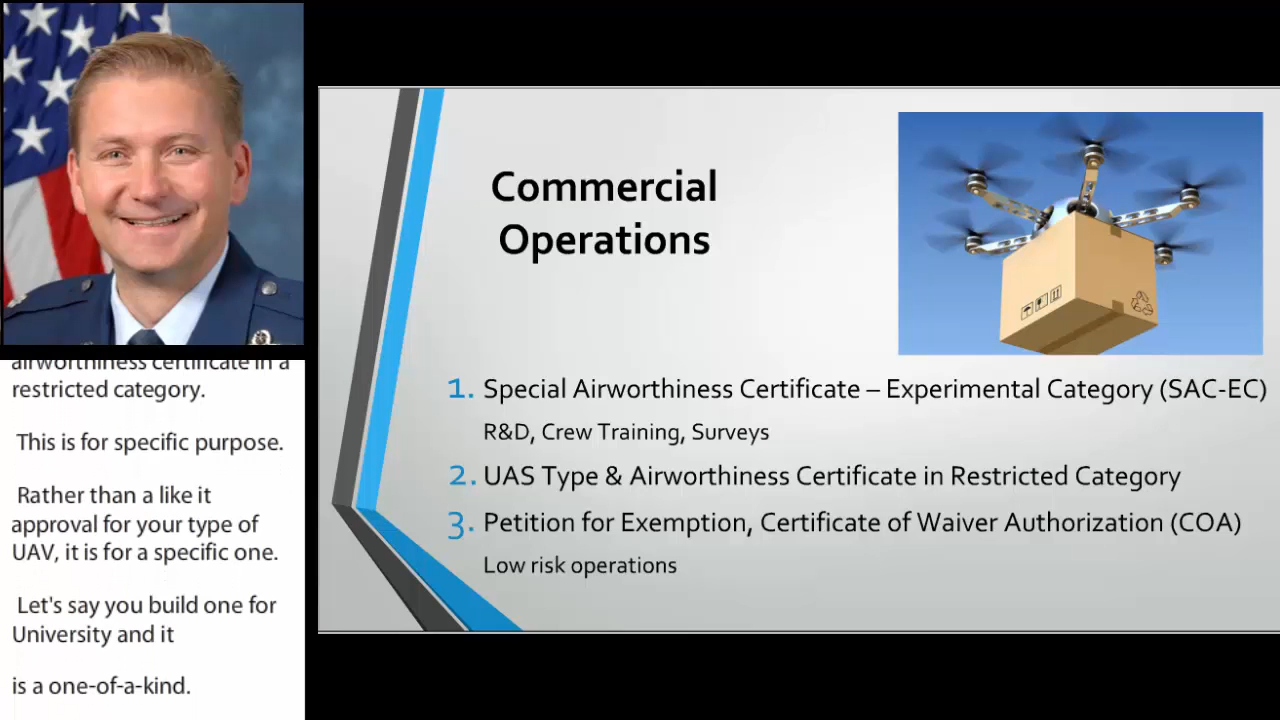 Commercial
Operations
1. Special Airworthiness Certificate – Experimental Category (SAC-EC)
R&D, Crew Training, Surveys
2. UAS Type & Airworthiness Certificate in Restricted Category
3. Petition for Exemption, Certificate of Waiver Authorization (COA)
Low risk operations
airworthiness certificate in a
restricted category.
This is for specific purpose.
Rather than a like it
approval for your type of
UAV, it is for a specific one.
Let's say you build one for
University and it
is a one-of-a-kind.